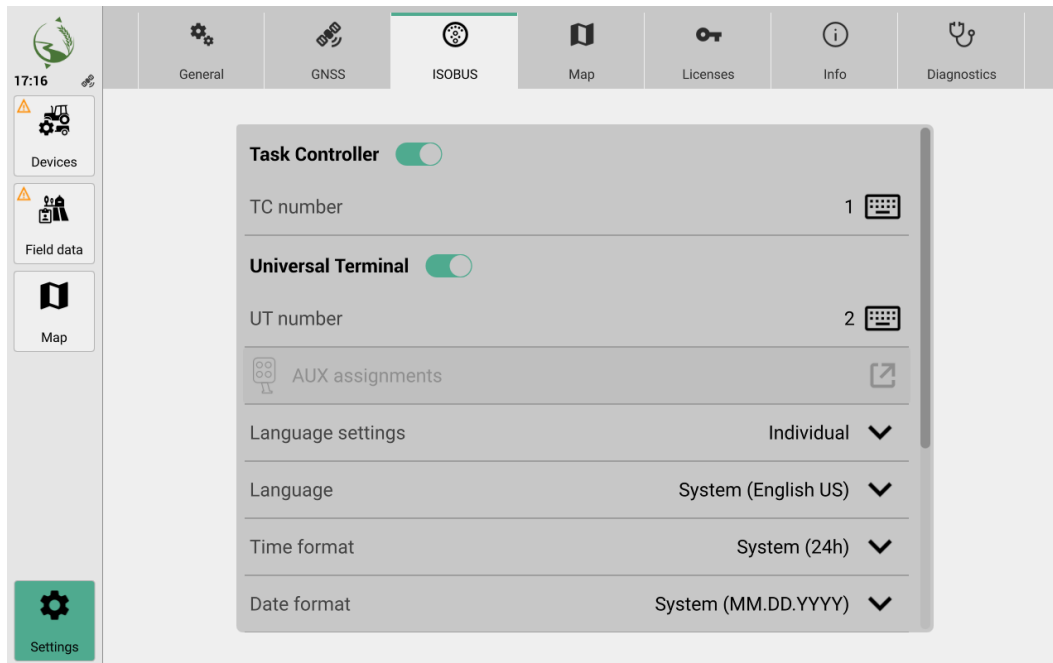 General
GNSS
ISOBUS
Map
Licenses
Info
Diagnostics
17:16
Devices
Field data
Map
Settings
Task Controller
TC number 1
Universal Terminal
UT number 2
AUX assignments
Language settings Individual
Language System (English US)
Time format System (24h)
Date format System (MM.DD.YYYY)